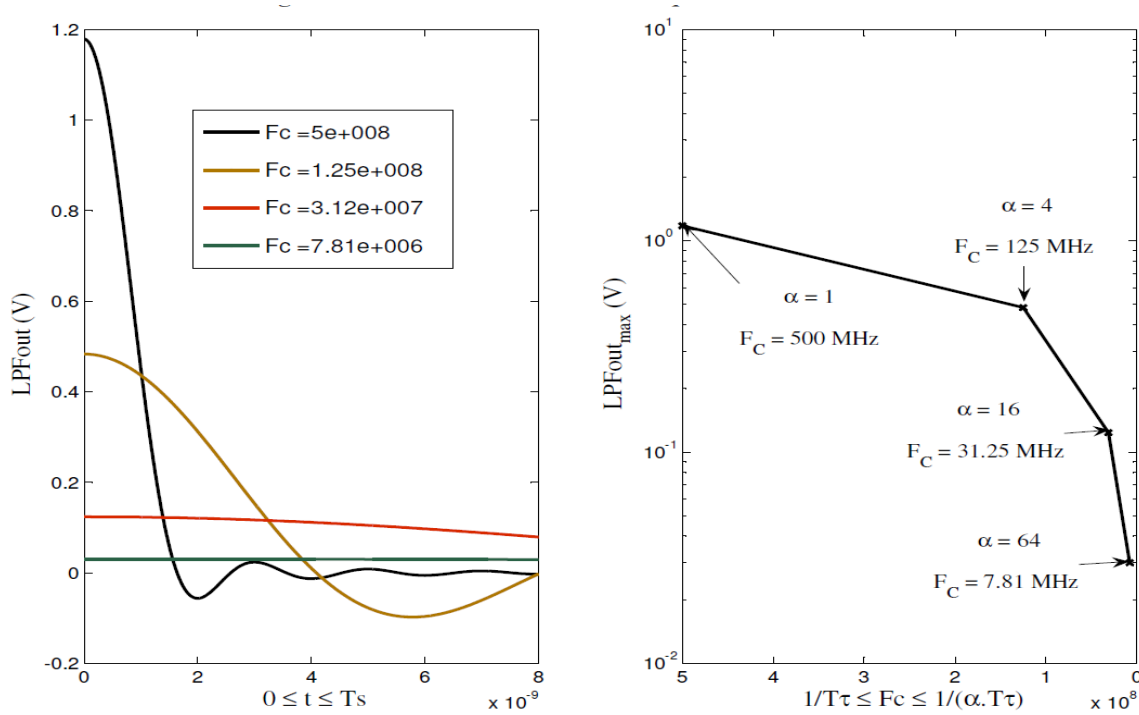 1.2
1
0.8
0.6
0.4
0.2
0
-0.2
LPFout (V)
Fc =5e+008
Fc =1.25e+008
Fc =3.12e+007
Fc =7.81e+006
0 2 4 6 8
0 ≤ t ≤ Ts
x 10⁻⁹
10¹
10⁰
10⁻¹
10⁻²
LPFout_max (V)
α = 4
F_C = 125 MHz
α = 1
F_C = 500 MHz
α = 16
F_C = 31.25 MHz
α = 64
F_C = 7.81 MHz
5 4 3 2 1 0
1/Tτ ≤ Fc ≤ 1/(α.Tτ)
x 10⁸